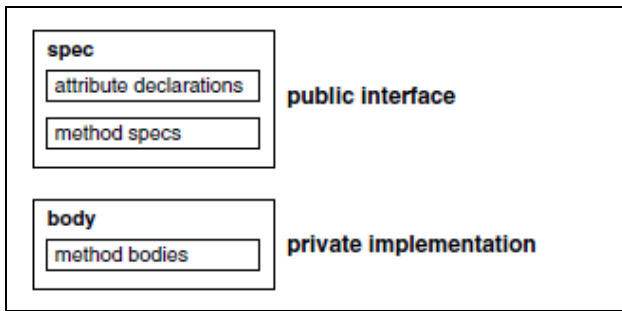 spec
attribute declarations
public interface
method specs
body
method bodies
private implementation